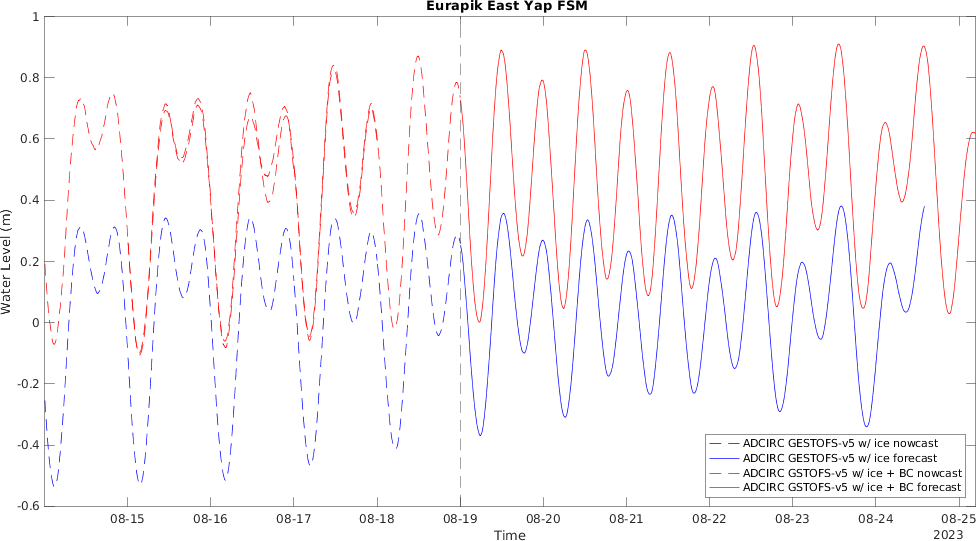 Eurapik East Yap FSM
1
0.8
0.6
0.4
0.2
0
-0.2
-0.4
-0.6
Water Level (m)
08-15 08-16 08-17 08-18 08-19 08-20 08-21 08-22 08-23 08-24 08-25
Time
2023
ADCIRC GESTOFS-v5 w/ ice nowcast
ADCIRC GESTOFS-v5 w/ ice forecast
ADCIRC GSTOFS-v5 w/ ice + BC nowcast
ADCIRC GSTOFS-v5 w/ ice + BC forecast